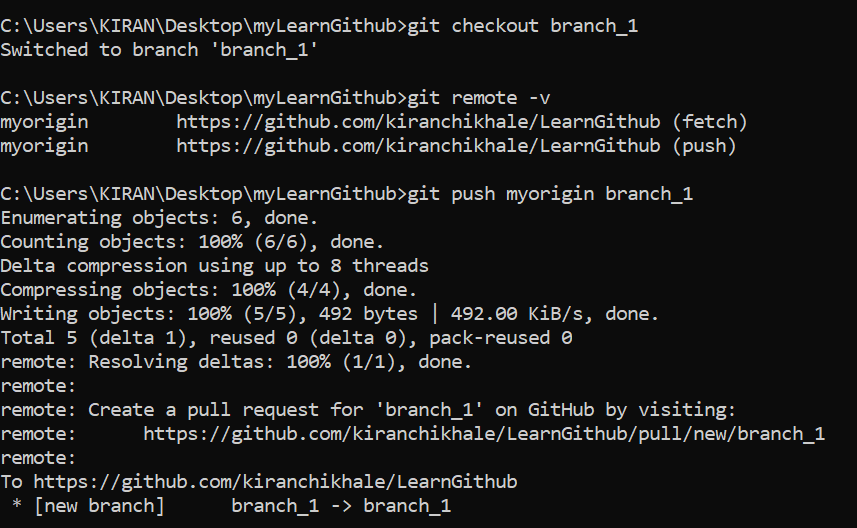 C:\Users\KIRAN\Desktop\myLearnGithub>git checkout branch_1
Switched to branch 'branch_1'
C:\Users\KIRAN\Desktop\myLearnGithub>git remote -v
myorigin        https://github.com/kiranchikhale/LearnGithub (fetch)
myorigin        https://github.com/kiranchikhale/LearnGithub (push)
C:\Users\KIRAN\Desktop\myLearnGithub>git push myorigin branch_1
Enumerating objects: 6, done.
Counting objects: 100% (6/6), done.
Delta compression using up to 8 threads
Compressing objects: 100% (4/4), done.
Writing objects: 100% (5/5), 492 bytes | 492.00 KiB/s, done.
Total 5 (delta 1), reused 0 (delta 0), pack-reused 0
remote: Resolving deltas: 100% (1/1), done.
remote:
remote: Create a pull request for 'branch_1' on GitHub by visiting:
remote:      https://github.com/kiranchikhale/LearnGithub/pull/new/branch_1
remote:
To https://github.com/kiranchikhale/LearnGithub
 * [new branch]      branch_1 -> branch_1